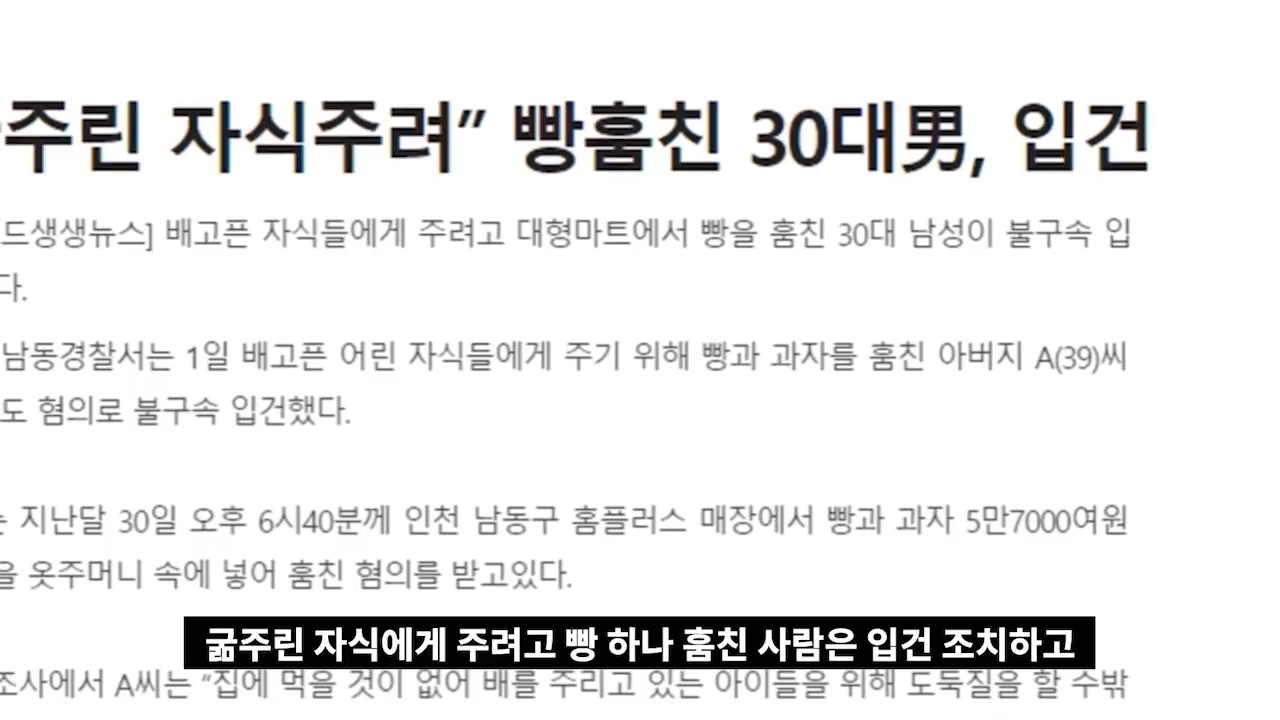 주린 자식주려” 빵훔친 30대男, 입건
드생생뉴스] 배고픈 자식들에게 주려고 대형마트에서 빵을 훔친 30대 남성이 불구속 입
다.
남동경찰서는 1일 배고픈 어린 자식들에게 주기 위해 빵과 과자를 훔친 아버지 A(39)씨
도 혐의로 불구속 입건했다.
는 지난달 30일 오후 6시40분께 인천 남동구 홈플러스 매장에서 빵과 과자 5만7000여원
을 옷주머니 속에 넣어 훔친 혐의를 받고있다.
굶주린 자식에게 주려고 빵 하나 훔친 사람은 입건 조치하고
조사에서 A씨는 “집에 먹을 것이 없어 배를 주리고 있는 아이들을 위해 도둑질을 할 수밖